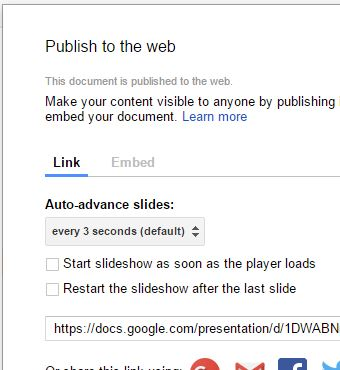 Publish to the web
This document is published to the web.
Make your content visible to anyone by publishing
embed your document. Learn more
Link Embed
Auto-advance slides:
every 3 seconds (default)
Start slideshow as soon as the player loads
Restart the slideshow after the last slide
https://docs.google.com/presentation/d/1DWABN
Or share this link using: